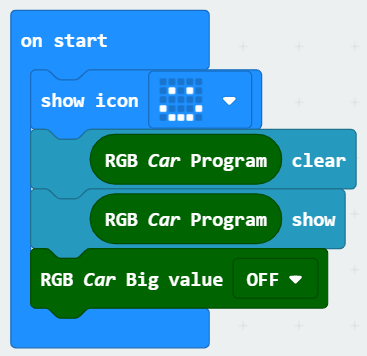 on start
show icon
RGB Car Program clear
RGB Car Program show
RGB Car Big value OFF